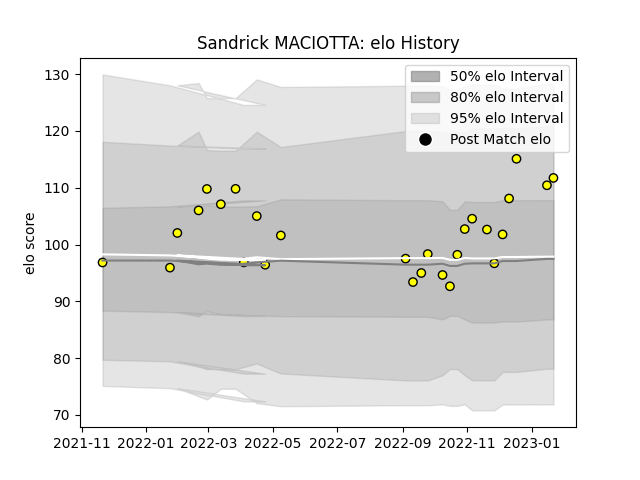 Sandrick MACIOTTA: elo History
130
120
110
100
90
80
70
elo score
50% elo Interval
80% elo Interval
95% elo Interval
Post Match elo
2021-11 2022-01 2022-03 2022-05 2022-07 2022-09 2022-11 2023-01